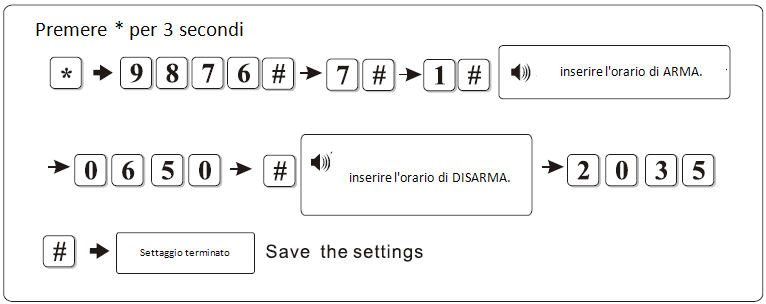 Premere * per 3 secondi
* 9 8 7 6 # 7 # 1 # inserire l'orario di ARMA.
0 6 5 0 # inserire l'orario di DISARMA. 2 0 3 5
# Settaggio terminato Save the settings